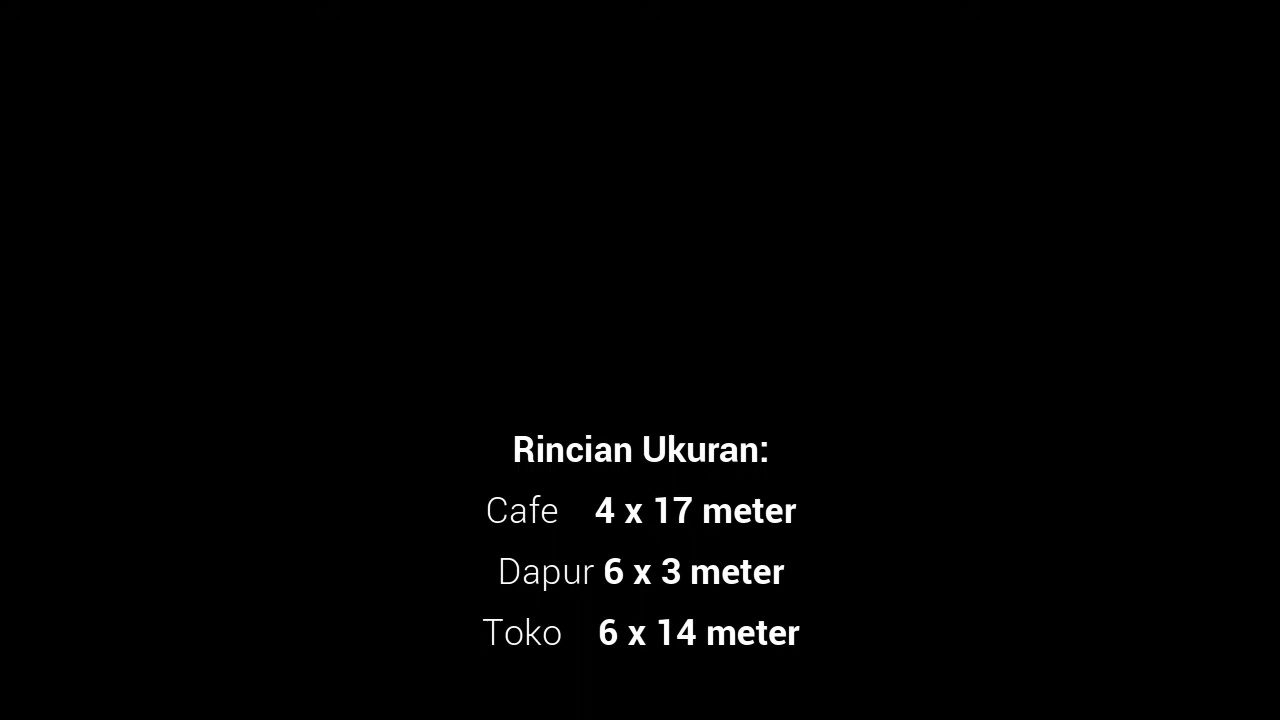 Rincian Ukuran:
Cafe 4 x 17 meter
Dapur 6 x 3 meter
Toko 6 x 14 meter